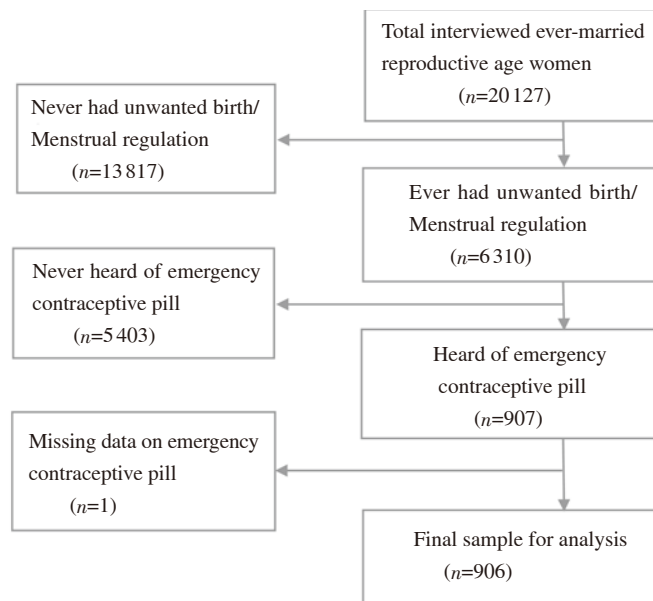 Total interviewed ever-married
reproductive age women
(n=20 127)
Never had unwanted birth/
Menstrual regulation
(n=13 817)
Ever had unwanted birth/
Menstrual regulation
(n=6 310)
Never heard of emergency
contraceptive pill
(n=5 403)
Heard of emergency
contraceptive pill
(n=907)
Missing data on emergency
contraceptive pill
(n=1)
Final sample for analysis
(n=906)